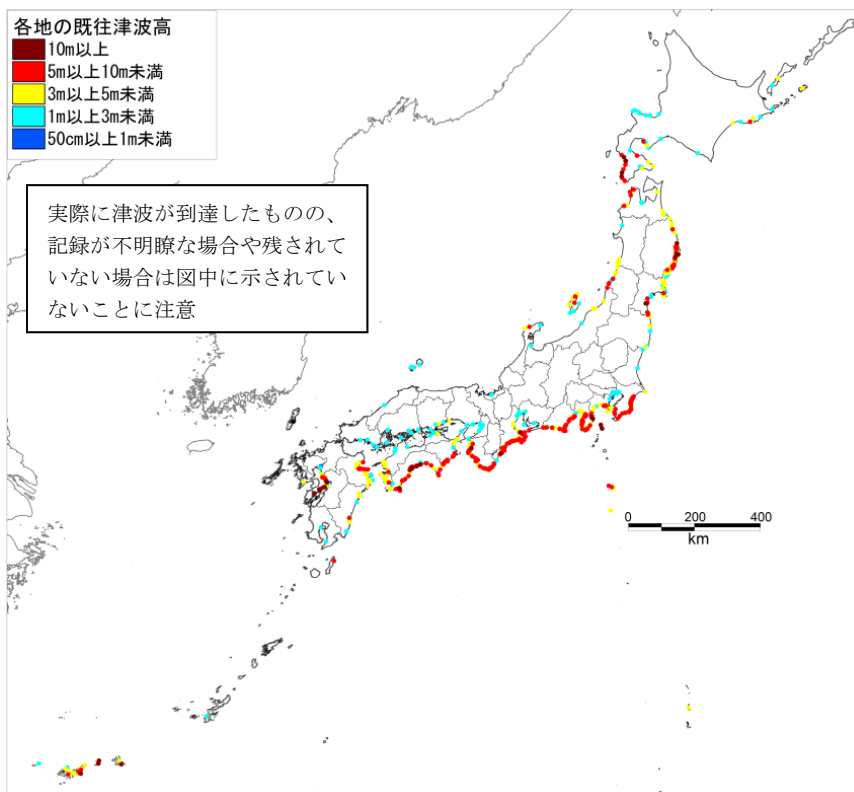 各地の既往津波高
10m以上
5m以上10m未満
3m以上5m未満
1m以上3m未満
50cm以上1m未満
実際に津波が到達したものの、
記録が不明瞭な場合や残されて
いない場合は図中に示されてい
ないことに注意
0 200 400
km